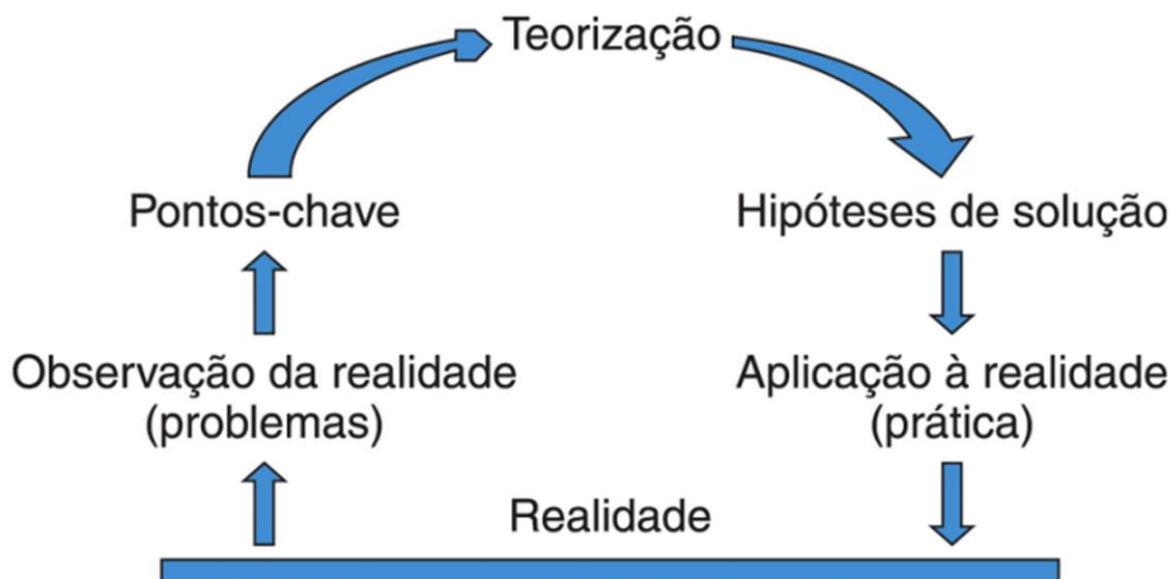 Teorização
Pontos-chave
Hipóteses de solução
Observação da realidade
(problemas)
Aplicação à realidade
(prática)
Realidade